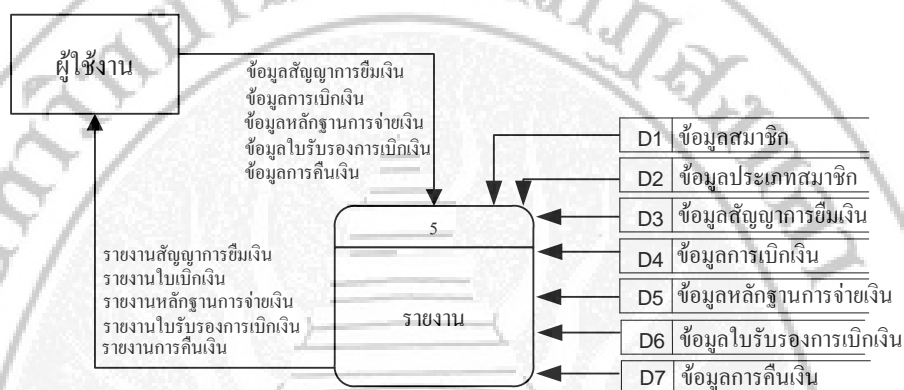 ผู้ใช้งาน
ข้อมูลสัญญาการยืมเงิน
ข้อมูลการเบิกเงิน
ข้อมูลหลักฐานการจ่ายเงิน
ข้อมูลใบรับรองการเบิกเงิน
ข้อมูลการคืนเงิน
D1 ข้อมูลสมาชิก
D2 ข้อมูลประเภทสมาชิก
D3 ข้อมูลสัญญาการยืมเงิน
D4 ข้อมูลการเบิกเงิน
D5 ข้อมูลหลักฐานการจ่ายเงิน
D6 ข้อมูลใบรับรองการเบิกเงิน
D7 ข้อมูลการคืนเงิน
5
รายงาน
รายงานสัญญาการยืมเงิน
รายงานใบเบิกเงิน
รายงานหลักฐานการจ่ายเงิน
รายงานใบรับรองการเบิกเงิน
รายงานการคืนเงิน